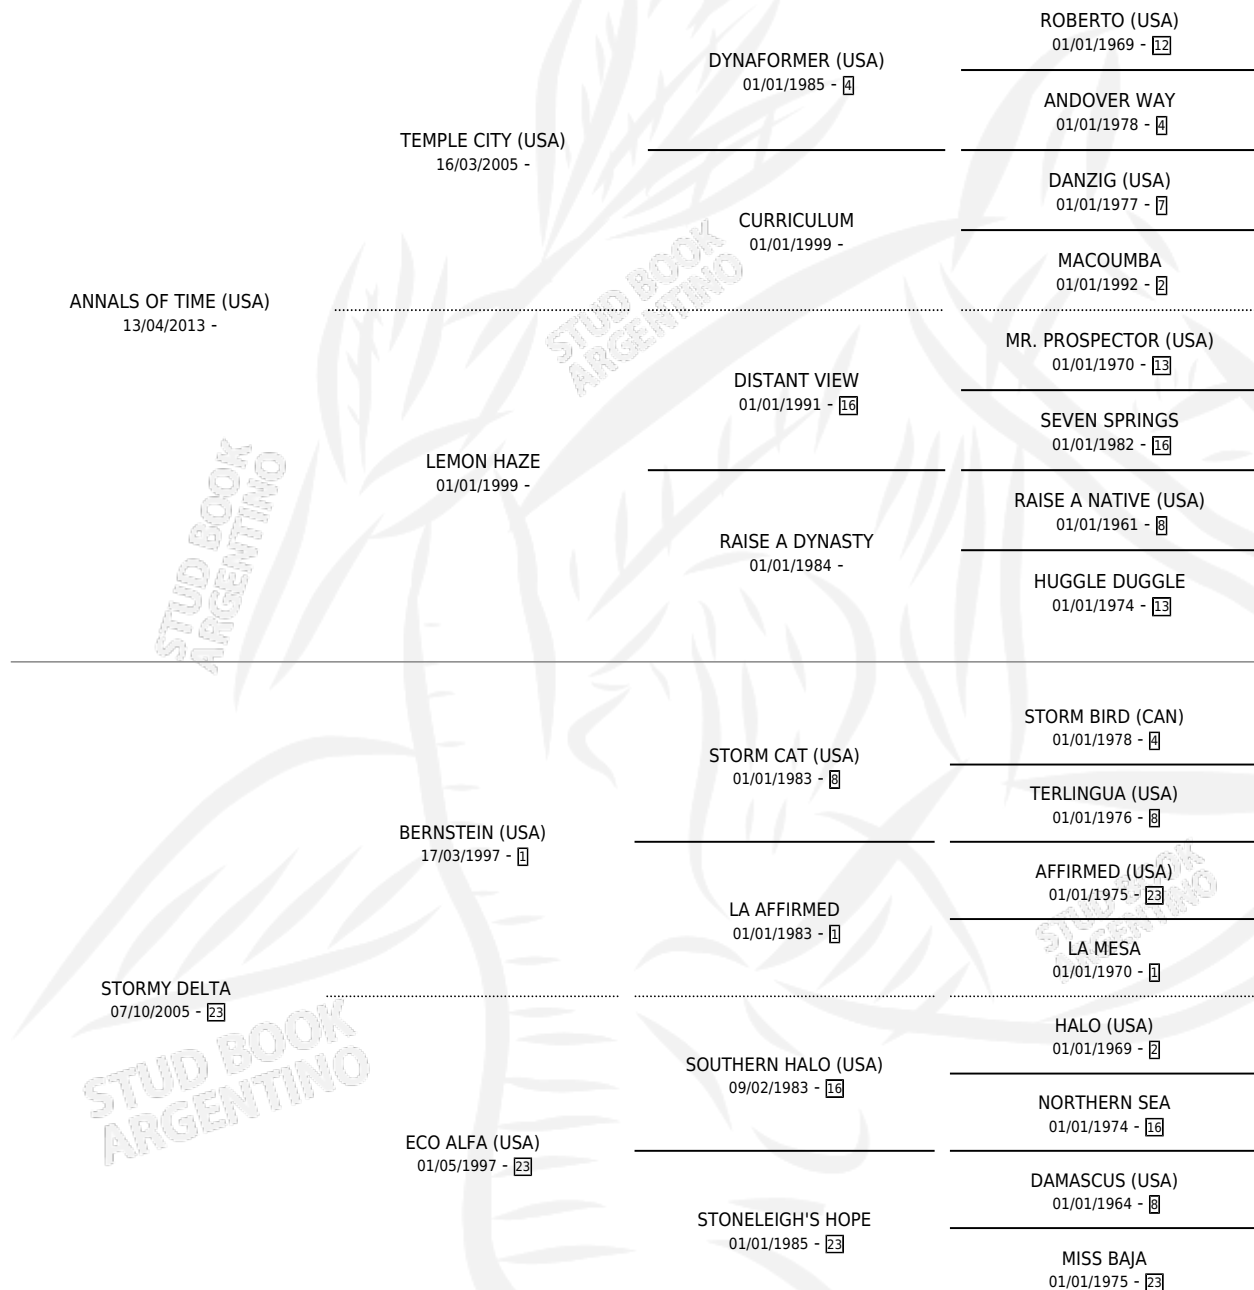 ROBERTO (USA)
01/01/1969 - 12
DYNAFORMER (USA)
01/01/1985 - 4
ANDOVER WAY
01/01/1978 - 4
TEMPLE CITY (USA)
16/03/2005 -
DANZIG (USA)
01/01/1977 - 7
CURRICULUM
01/01/1999 -
MACOUMBA
01/01/1992 - 2
ANNALS OF TIME (USA)
13/04/2013 -
MR. PROSPECTOR (USA)
01/01/1970 - 13
DISTANT VIEW
01/01/1991 - 16
SEVEN SPRINGS
01/01/1982 - 16
LEMON HAZE
01/01/1999 -
RAISE A NATIVE (USA)
01/01/1961 - 8
RAISE A DYNASTY
01/01/1984 -
HUGGLE DUGGLE
01/01/1974 - 13
STORM BIRD (CAN)
01/01/1978 - 4
STORM CAT (USA)
01/01/1983 - 8
TERLINGUA (USA)
01/01/1976 - 8
BERNSTEIN (USA)
17/03/1997 - 1
AFFIRMED (USA)
01/01/1975 - 23
LA AFFIRMED
01/01/1983 - 1
LA MESA
01/01/1970 - 1
STORMY DELTA
07/10/2005 - 23
HALO (USA)
01/01/1969 - 2
SOUTHERN HALO (USA)
09/02/1983 - 16
NORTHERN SEA
01/01/1974 - 16
ECO ALFA (USA)
01/05/1997 - 23
DAMASCUS (USA)
01/01/1964 - 8
STONELEIGH'S HOPE
01/01/1985 - 23
MISS BAJA
01/01/1975 - 23
STUD BOOK
ARGENTINO
STUD BOOK
ARGENTINO
STUD BOOK
ARGENTINO
STUD BOOK
ARGENTINO